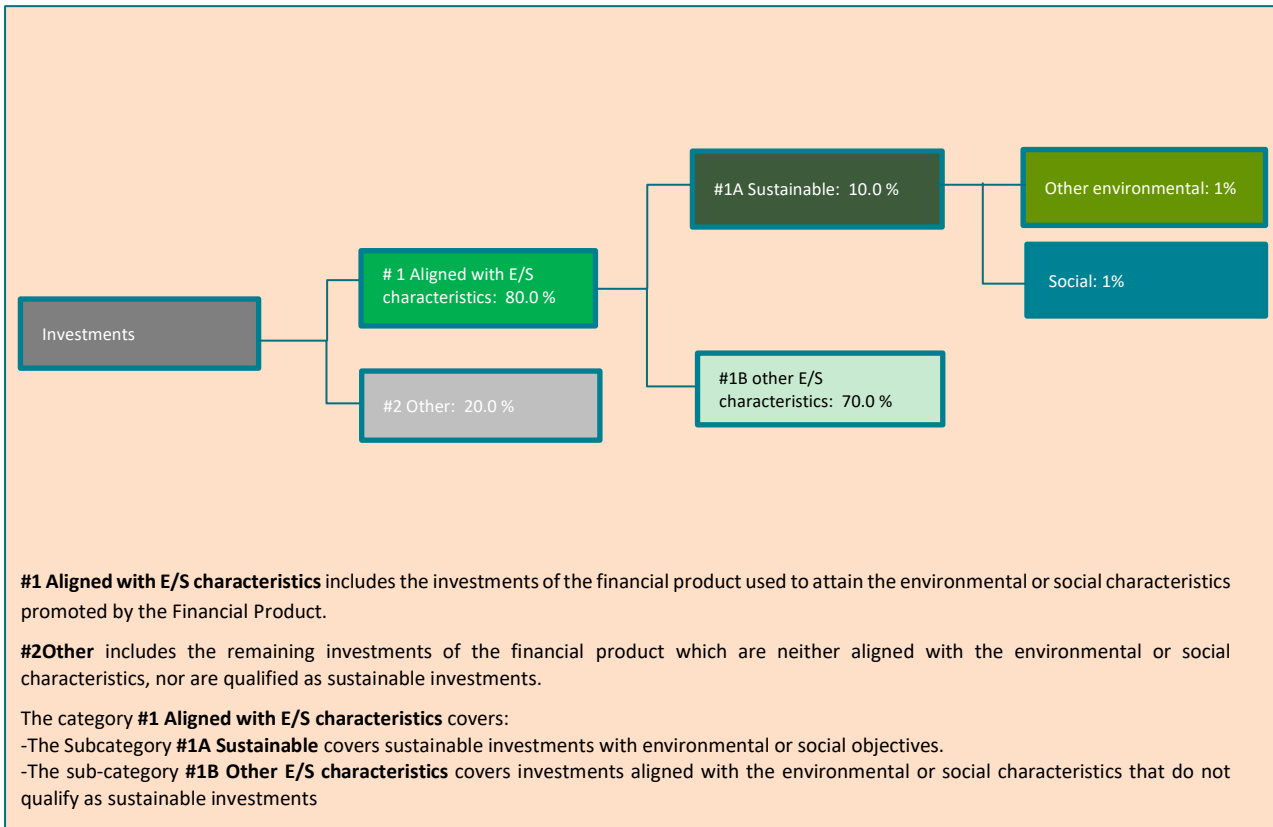 #1A Sustainable: 10.0 %
Other environmental: 1%
# 1 Aligned with E/S
characteristics: 80.0 %
Social: 1%
Investments
#1B other E/S
characteristics: 70.0 %
#2 Other: 20.0 %
#1 Aligned with E/S characteristics includes the investments of the financial product used to attain the environmental or social characteristics
promoted by the Financial Product.
#2Other includes the remaining investments of the financial product which are neither aligned with the environmental or social
characteristics, nor are qualified as sustainable investments.
The category #1 Aligned with E/S characteristics covers:
-The Subcategory #1A Sustainable covers sustainable investments with environmental or social objectives.
-The sub-category #1B Other E/S characteristics covers investments aligned with the environmental or social characteristics that do not
qualify as sustainable investments